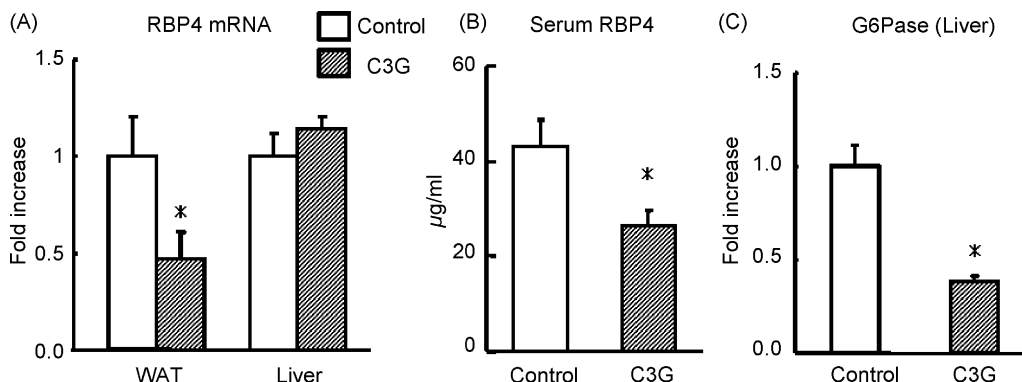 (A) RBP4 mRNA
Control
C3G
Fold increase
1.5
1
0.5
0.0
*
WAT Liver
(B) Serum RBP4
µg/ml
60
40
20
0
*
Control C3G
(C) G6Pase (Liver)
Fold increase
1.5
1.0
0.5
0.0
*
Control C3G